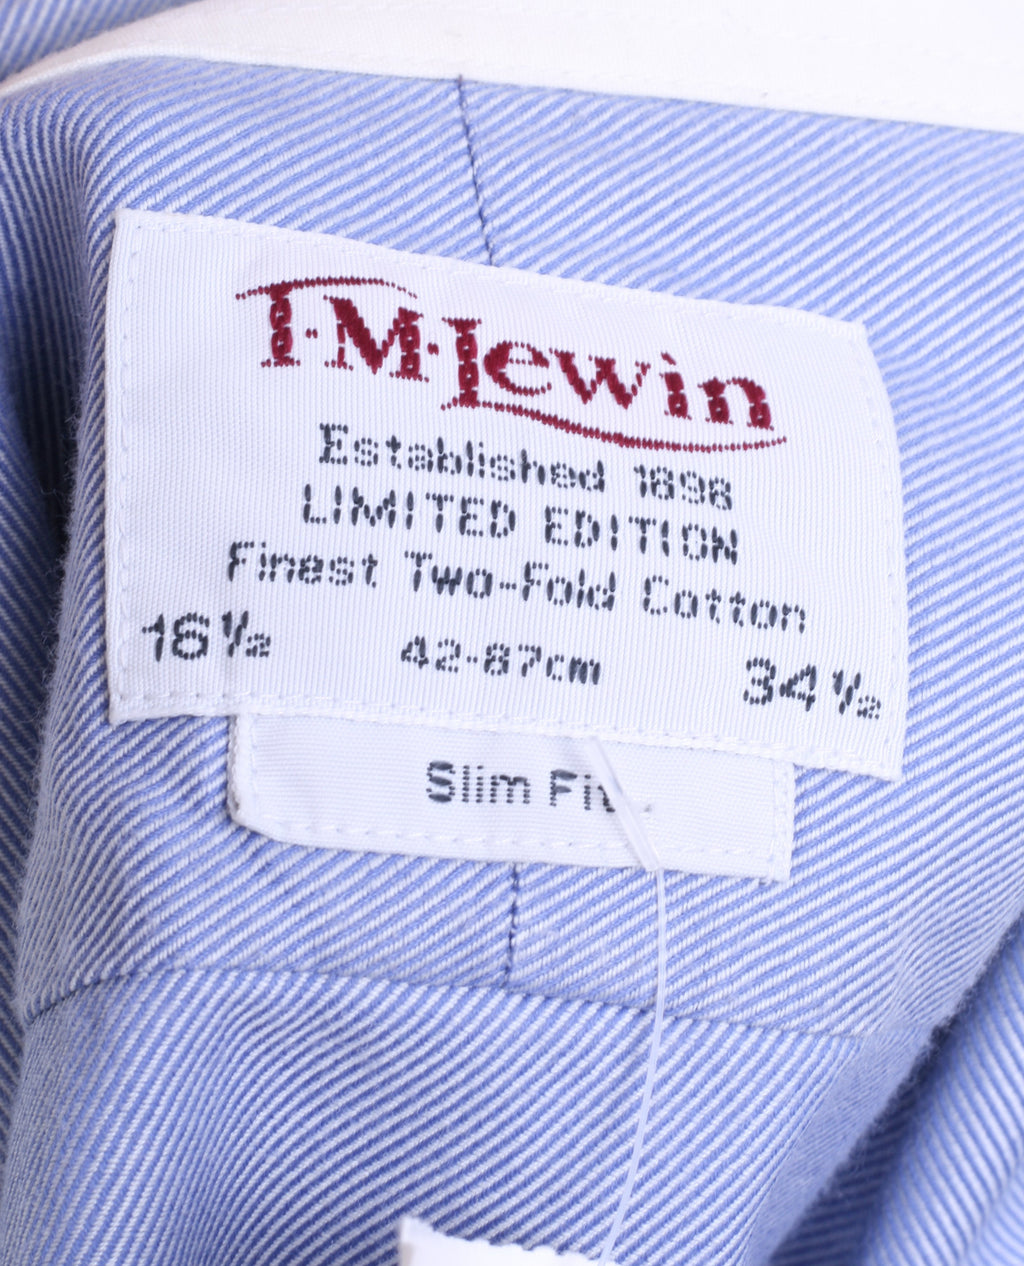 T·M·Lewin
Established 1898
LIMITED EDITION
Finest Two-Fold Cotton
16½ 42-87cm 34½
Slim Fit